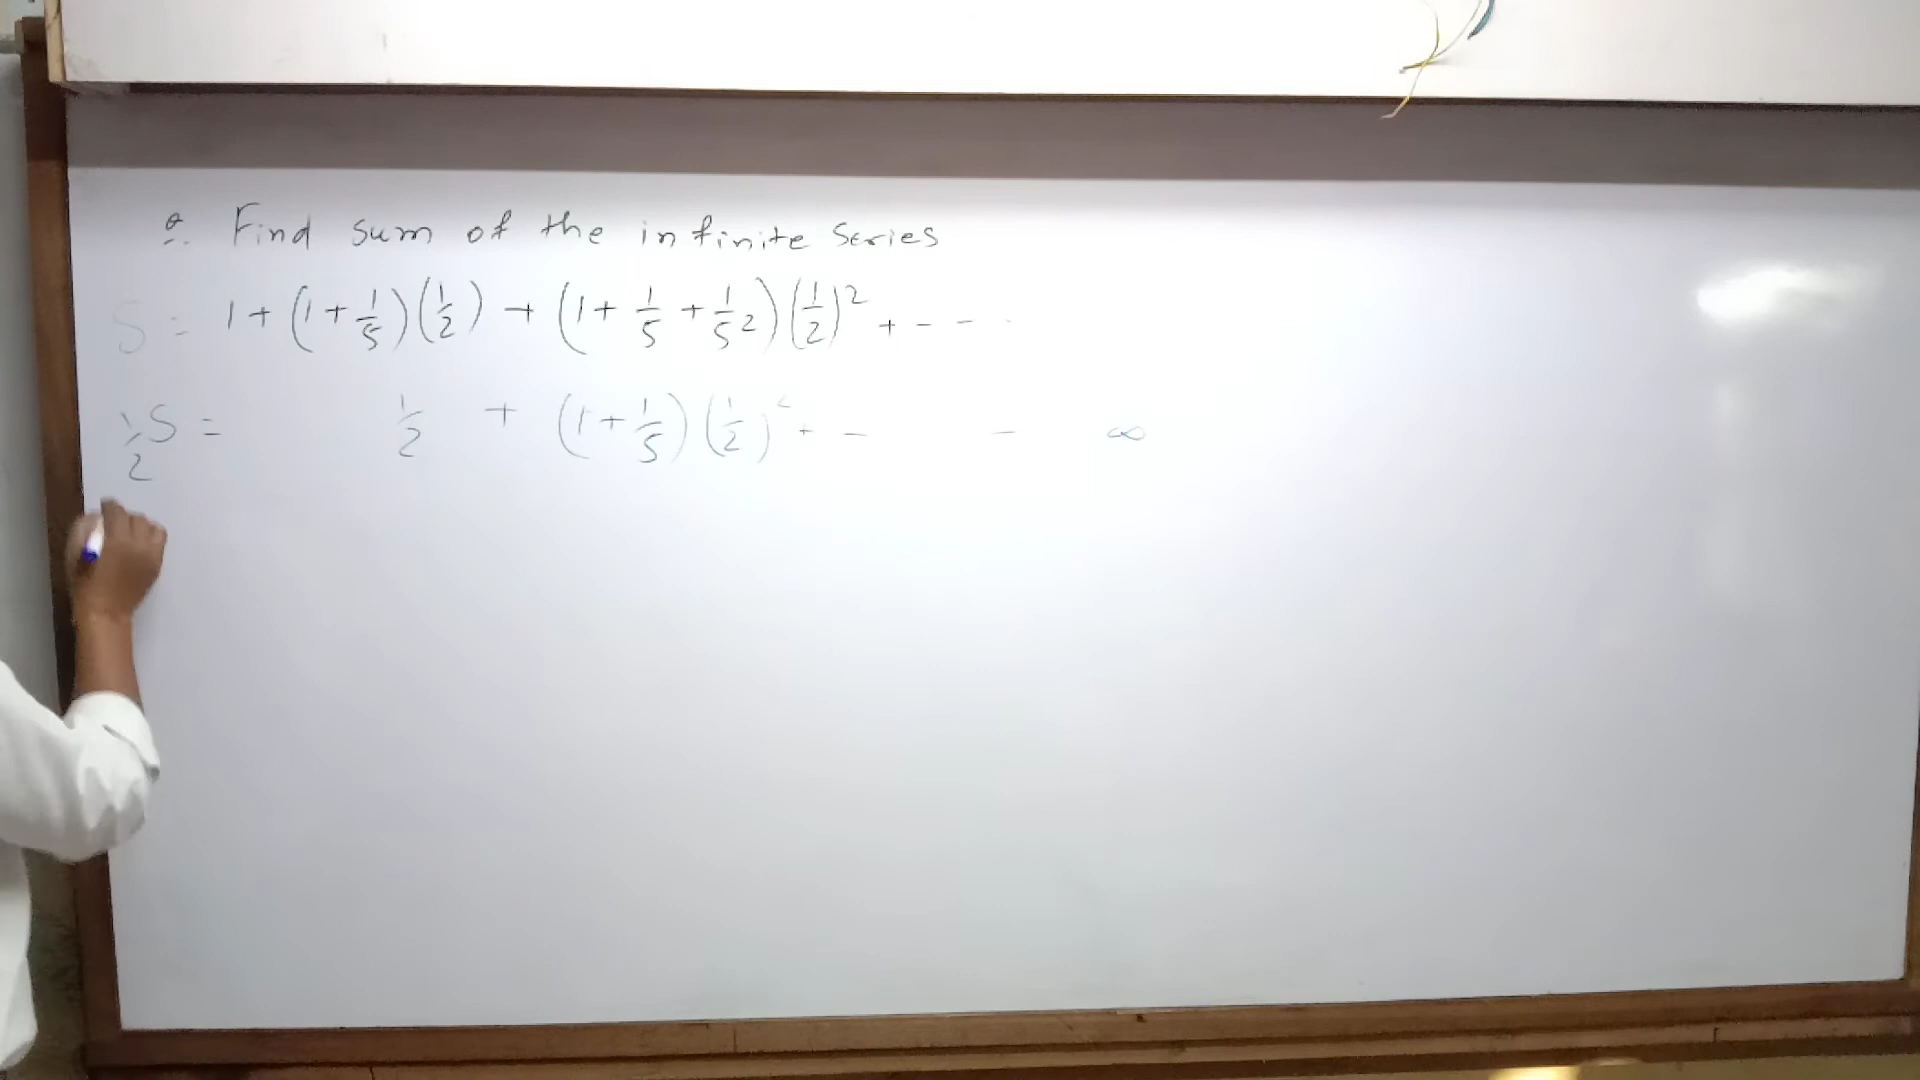 Q. Find sum of the infinite series
S = 1 + (1 + 1/5)(1/2) + (1 + 1/5 + 1/5²)(1/2)² + - - -
1/2 S = 1/2 + (1 + 1/5)(1/2)² + - - ∞